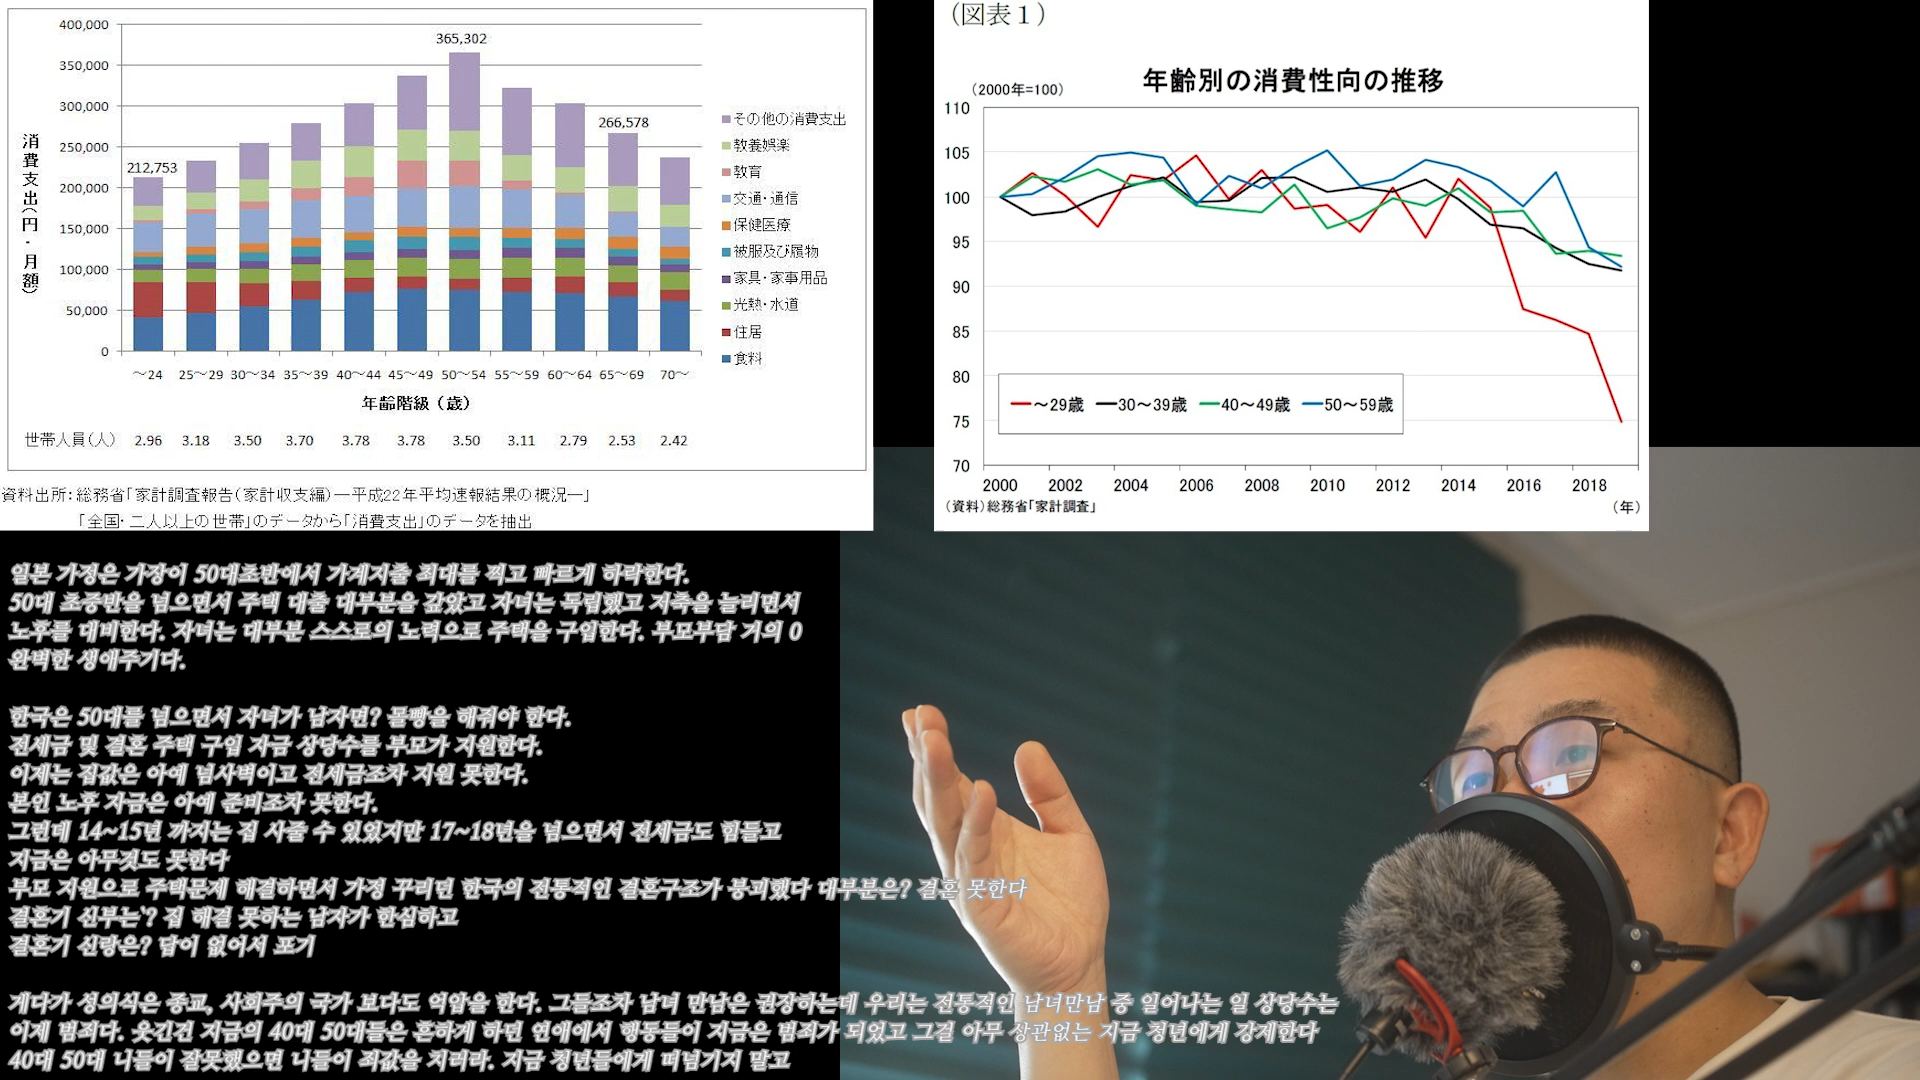 400,000
350,000
300,000
250,000
200,000
150,000
100,000
50,000
0
消費支出(円・月額)
212,753
365,302
266,578
その他の消費支出
教養娯楽
教育
交通・通信
保健医療
被服及び履物
家具・家事用品
光熱・水道
住居
食料
～24 25～29 30～34 35～39 40～44 45～49 50～54 55～59 60～64 65～69 70～
年齢階級（歳）
世帯人員(人) 2.96 3.18 3.50 3.70 3.78 3.78 3.50 3.11 2.79 2.53 2.42
資料出所：総務省「家計調査報告(家計収支編)―平成22年平均速報結果の概況―」
「全国・二人以上の世帯」のデータから「消費支出」のデータを抽出
（図表１）
年齢別の消費性向の推移
（2000年=100）
110
105
100
95
90
85
80
75
70
～29歳 30～39歳 40～49歳 50～59歳
2000 2002 2004 2006 2008 2010 2012 2014 2016 2018
（資料）総務省「家計調査」 （年）
일본 가정은 가장이 50대초반에서 가계지출 최대를 찍고 빠르게 하락한다.
50대 초중반을 넘으면서 주택 대출 대부분을 갚았고 자녀는 독립했고 저축을 늘리면서
노후를 대비한다. 자녀는 대부분 스스로의 노력으로 주택을 구입한다. 부모부담 거의 0
완벽한 생애주기다.
한국은 50대를 넘으면서 자녀가 남자면? 몰빵을 해줘야 한다.
전세금 및 결혼 주택 구입 자금 상당수를 부모가 지원한다.
이제는 집값은 아예 넘사벽이고 전세금조차 지원 못한다.
본인 노후 자금은 아예 준비조차 못한다.
그런데 14~15년 까지는 집 사줄 수 있었지만 17~18년을 넘으면서 전세금도 힘들고
지금은 아무것도 못한다
부모 지원으로 주택문제 해결하면서 가정 꾸리던 한국의 전통적인 결혼구조가 붕괴했다 대부분은? 결혼 못한다
결혼기 신부는? 집 해결 못하는 남자가 한심하고
결혼기 신랑은? 답이 없어서 포기
게다가 성의식은 종교, 사회주의 국가 보다도 억압을 한다. 그들조차 남녀 만남은 권장하는데 우리는 전통적인 남녀만남 중 일어나는 일 상당수는
이제 범죄다. 웃긴건 지금의 40대 50대들은 흔하게 하던 연애에서 행동들이 지금은 범죄가 되었고 그걸 아무 상관없는 지금 청년에게 강제한다
40대 50대 니들이 잘못했으면 니들이 죄값을 치러라. 지금 청년들에게 떠넘기지 말고